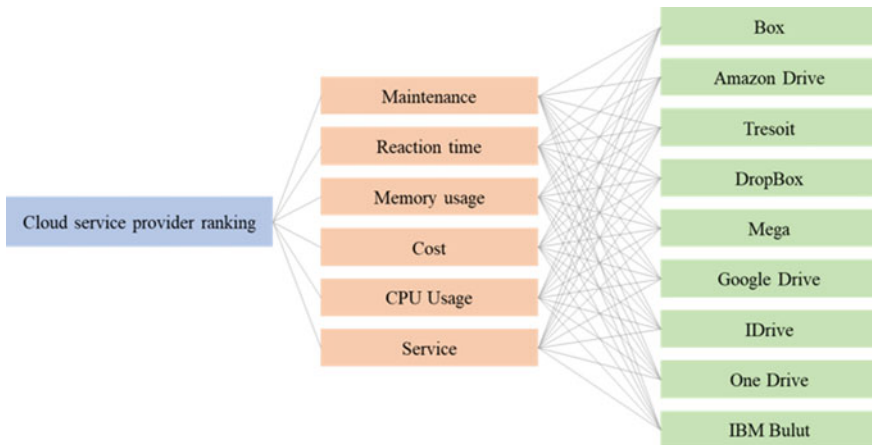 Cloud service provider ranking
Maintenance
Reaction time
Memory usage
Cost
CPU Usage
Service
Box
Amazon Drive
Tresoit
DropBox
Mega
Google Drive
IDrive
One Drive
IBM Bulut